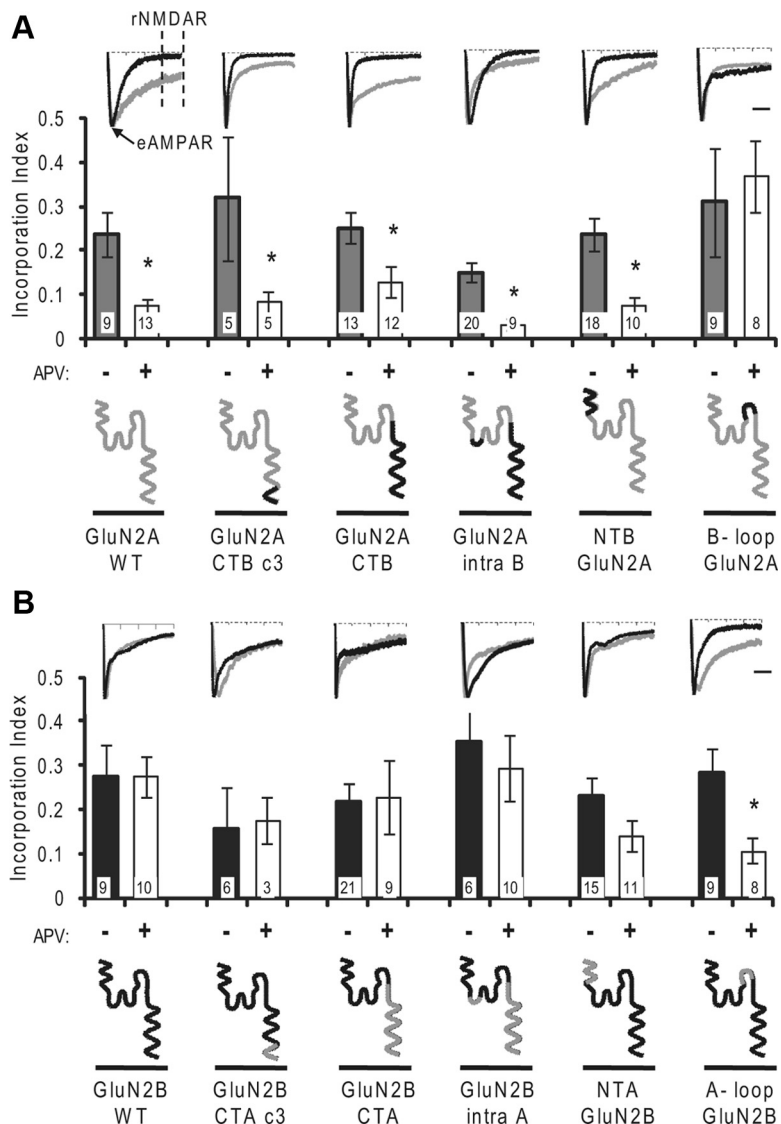 A
rNMDAR
eAMPAR
Incorporation Index
0.5
0.4
0.3
0.2
0.1
0
* * * * *
9 13 5 5 13 12 20 9 18 10 9 8
APV: - + - + - + - + - + - +
GluN2A WT
GluN2A CTB c3
GluN2A CTB
GluN2A intra B
NTB GluN2A
B- loop GluN2A
B
Incorporation Index
0.5
0.4
0.3
0.2
0.1
0
*
9 10 6 3 21 9 6 10 15 11 9 8
APV: - + - + - + - + - + - +
GluN2B WT
GluN2B CTA c3
GluN2B CTA
GluN2B intra A
NTA GluN2B
A- loop GluN2B